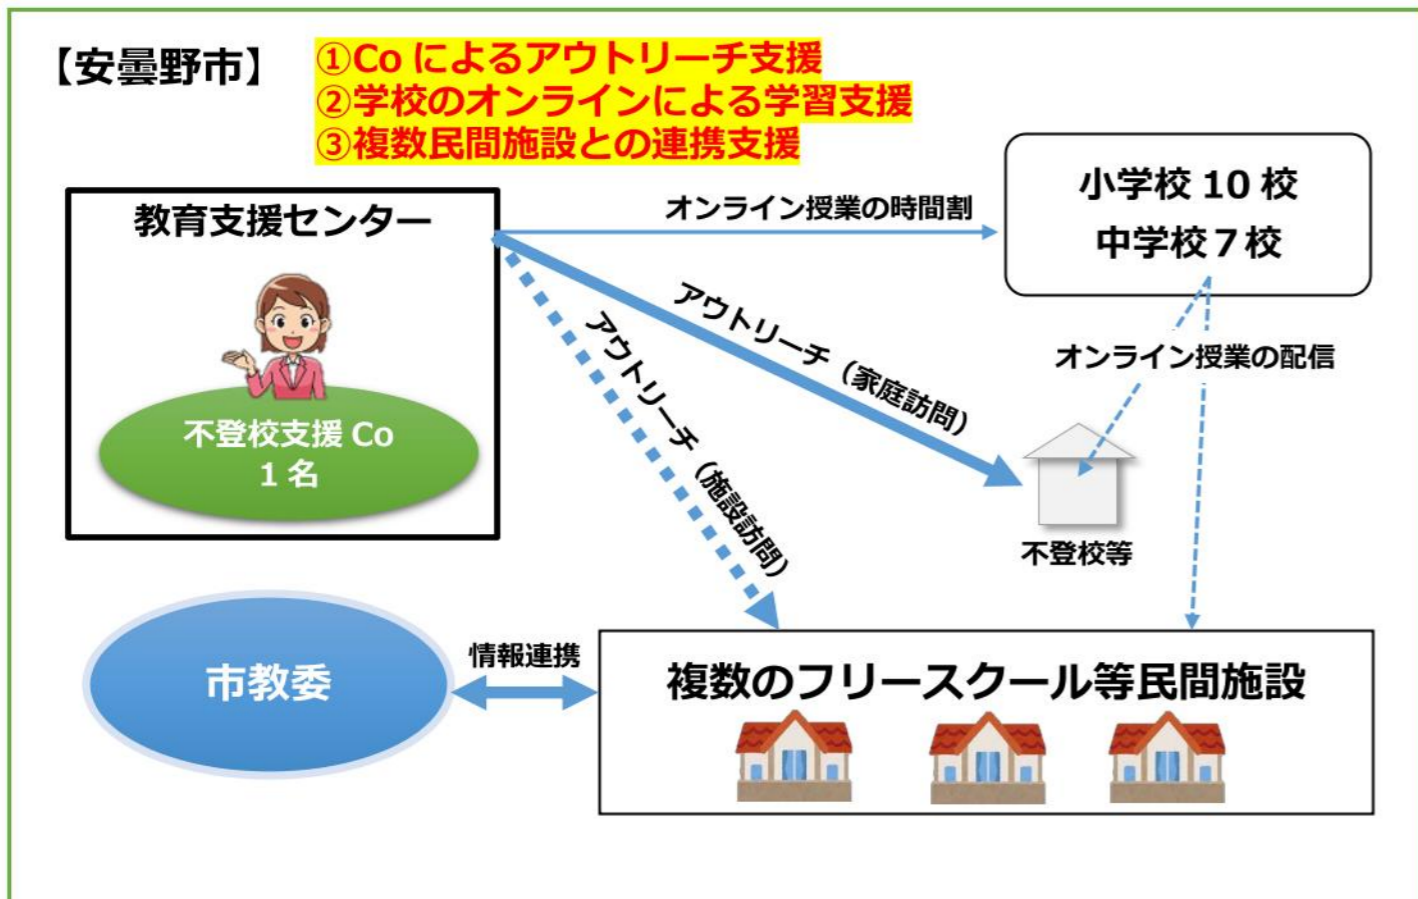 【安曇野市】
①Co によるアウトリーチ支援
②学校のオンラインによる学習支援
③複数民間施設との連携支援
教育支援センター
不登校支援 Co
1 名
オンライン授業の時間割
小学校 10 校
中学校 7 校
アウトリーチ（家庭訪問）
アウトリーチ（施設訪問）
オンライン授業の配信
不登校等
市教委
情報連携
複数のフリースクール等民間施設